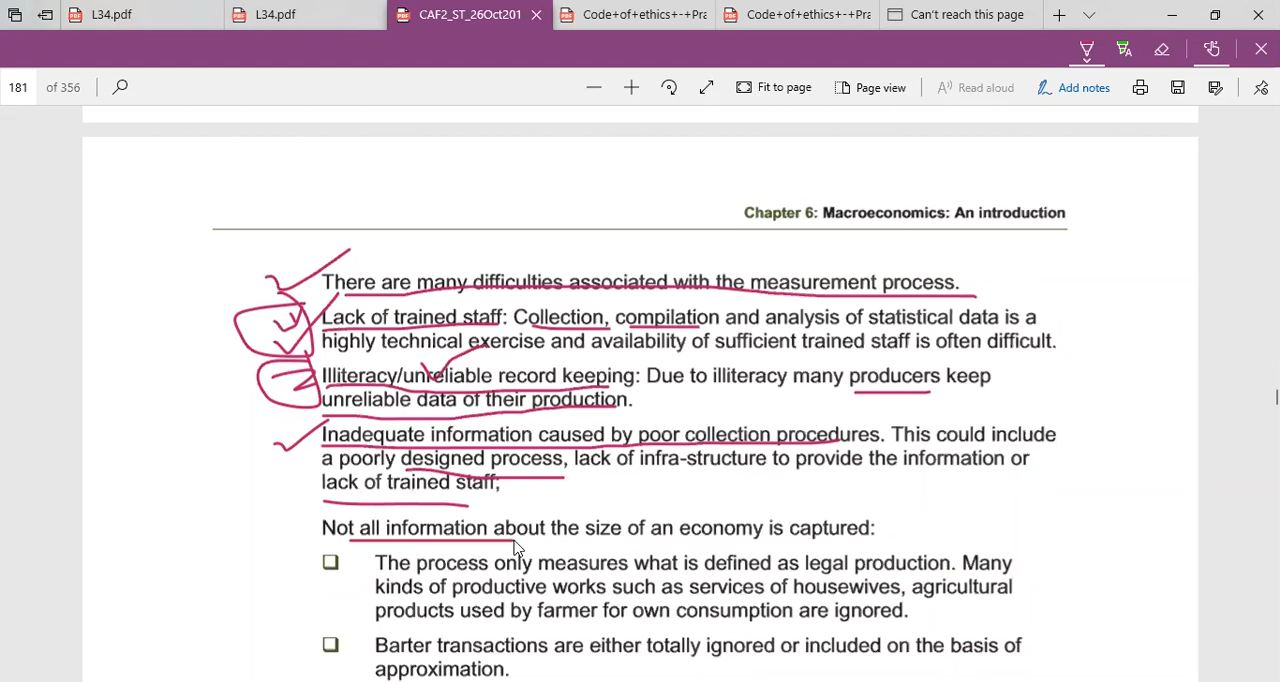 L34.pdf
L34.pdf
CAF2_ST_26Oct201
Code+of+ethics+-+Pra
Code+of+ethics+-+Pra
Can't reach this page
181 of 356
Fit to page
Page view
Read aloud
Add notes
Chapter 6: Macroeconomics: An introduction
There are many difficulties associated with the measurement process.
Lack of trained staff: Collection, compilation and analysis of statistical data is a
highly technical exercise and availability of sufficient trained staff is often difficult.
Illiteracy/unreliable record keeping: Due to illiteracy many producers keep
unreliable data of their production.
Inadequate information caused by poor collection procedures. This could include
a poorly designed process, lack of infra-structure to provide the information or
lack of trained staff;
Not all information about the size of an economy is captured:
The process only measures what is defined as legal production. Many
kinds of productive works such as services of housewives, agricultural
products used by farmer for own consumption are ignored.
Barter transactions are either totally ignored or included on the basis of
approximation.